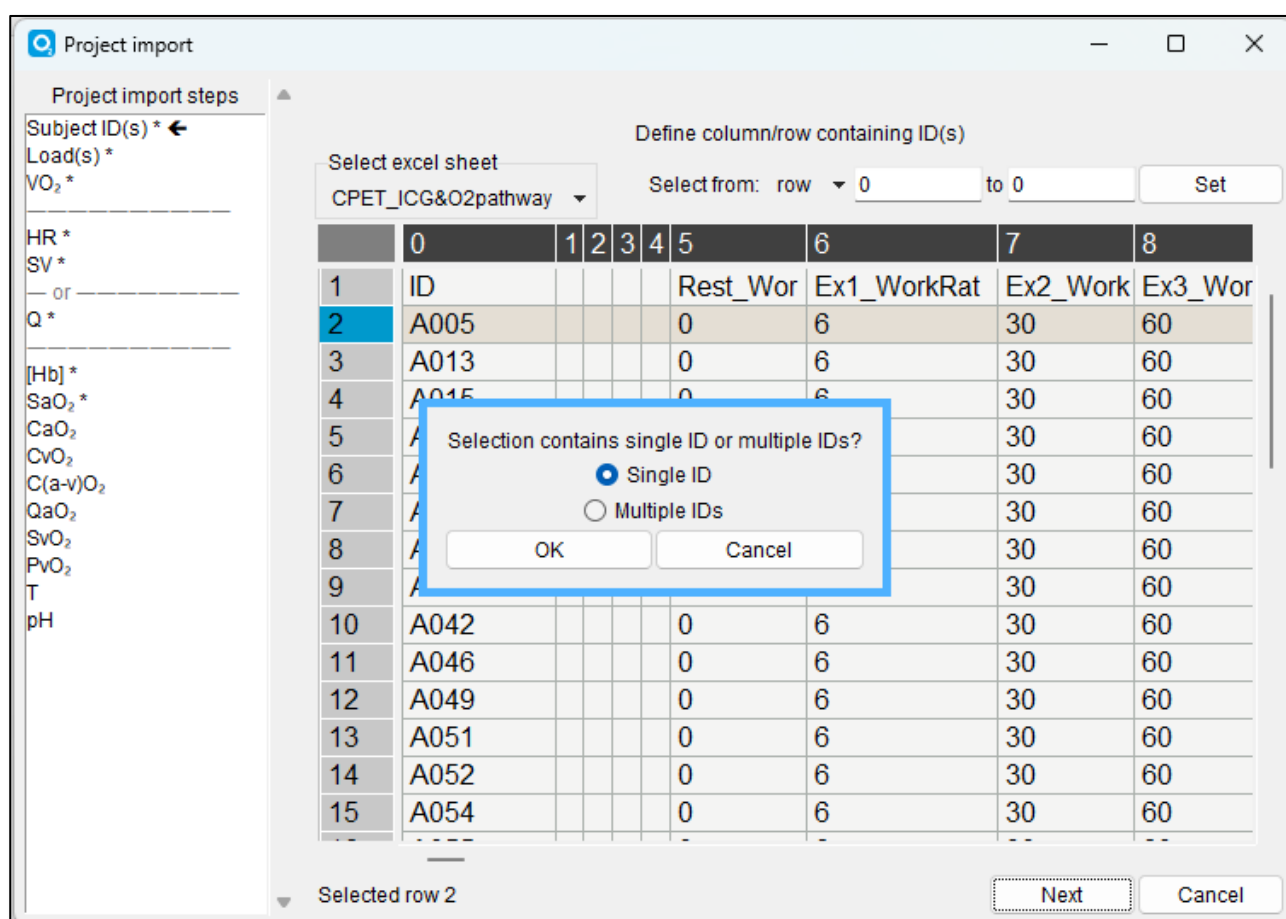 O₂ Project import
Project import steps
Subject ID(s) * 🡰
Load(s) *
VO₂ *
HR *
SV *
— or —
Q *
[Hb] *
SaO₂ *
CaO₂
CvO₂
C(a-v)O₂
QaO₂
SvO₂
PvO₂
T
pH
Define column/row containing ID(s)
Select excel sheet
CPET_ICG&O2pathway
Select from: row 0 to 0 Set
0 1 2 3 4 5 6 7 8
1 ID Rest_Wor Ex1_WorkRat Ex2_Work Ex3_Wor
2 A005 0 6 30 60
3 A013 0 6 30 60
4 A015 0 6 30 60
5 A 30 60
6 A 30 60
7 A 30 60
8 A 30 60
9 A 30 60
10 A042 0 6 30 60
11 A046 0 6 30 60
12 A049 0 6 30 60
13 A051 0 6 30 60
14 A052 0 6 30 60
15 A054 0 6 30 60
Selection contains single ID or multiple IDs?
Single ID
Multiple IDs
OK Cancel
Selected row 2
Next Cancel